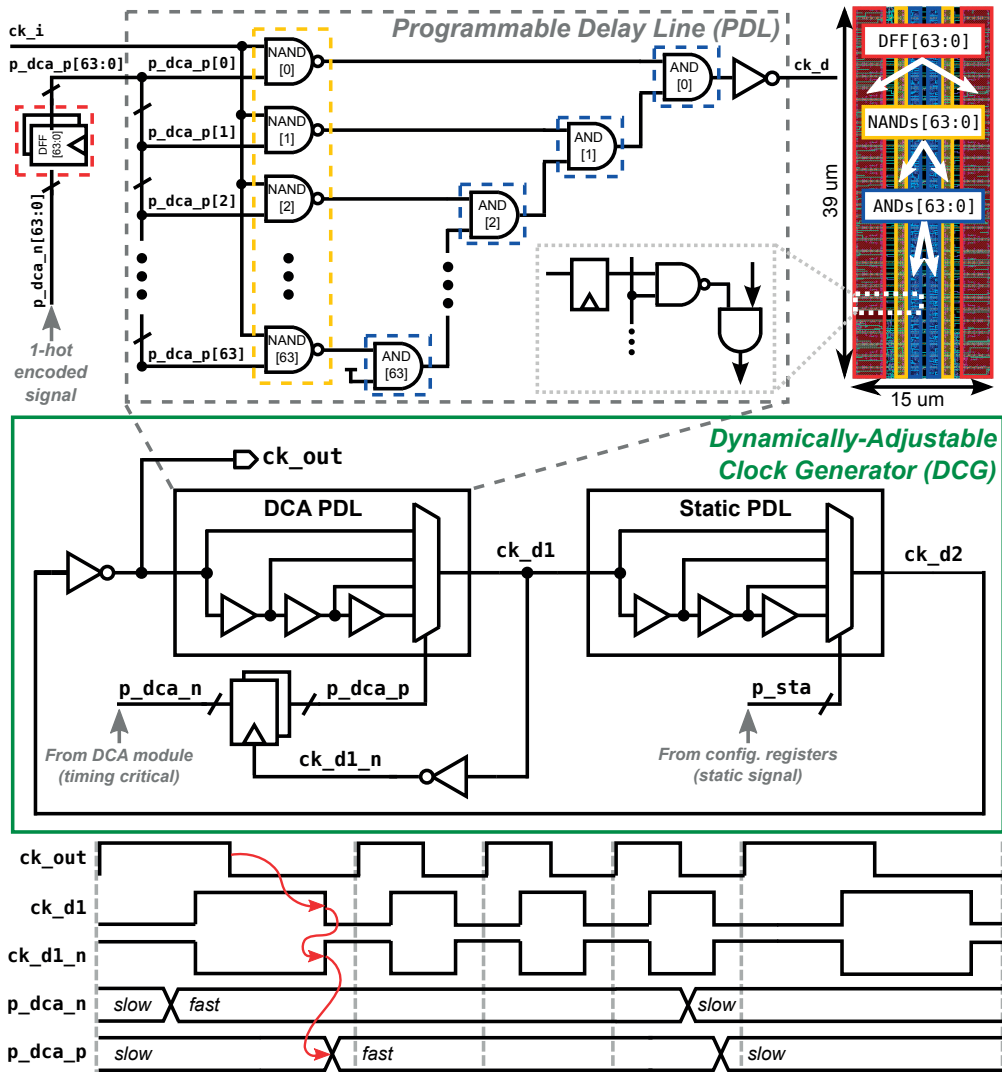 Programmable Delay Line (PDL)
ck_i
p_dca_p[63:0]
DFF
[63:0]
p_dca_n[63:0]
1-hot
encoded
signal
p_dca_p[0]
NAND
[0]
AND
[0]
ck_d
p_dca_p[1]
NAND
[1]
AND
[1]
p_dca_p[2]
NAND
[2]
AND
[2]
p_dca_p[63]
NAND
[63]
AND
[63]
DFF[63:0]
NANDs[63:0]
ANDs[63:0]
39 um
15 um
Dynamically-Adjustable
Clock Generator (DCG)
ck_out
DCA PDL
Static PDL
ck_d1
ck_d2
p_dca_n
p_dca_p
p_sta
From DCA module
(timing critical)
ck_d1_n
From config. registers
(static signal)
ck_out
ck_d1
ck_d1_n
p_dca_n
slow
fast
slow
p_dca_p
slow
fast
slow